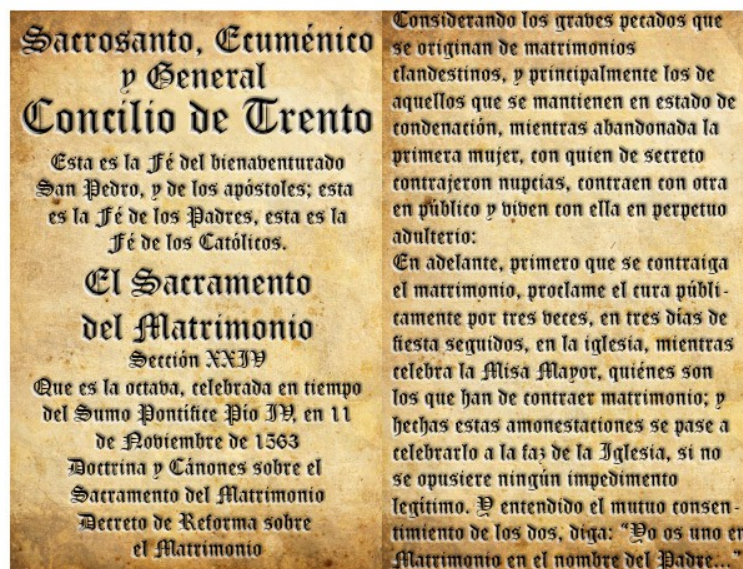 Sacrosanto, Ecuménico
y General
Concilio de Trento
Esta es la Fé del bienaventurado
San Pedro, y de los apóstoles; esta
es la Fé de los Padres, esta es la
Fé de los Católicos.
El Sacramento
del Matrimonio
Sección XXIV
Que es la octava, celebrada en tiempo
del Sumo Pontífice Pío IV, en 11
de Noviembre de 1563
Doctrina y Cánones sobre el
Sacramento del Matrimonio
Decreto de Reforma sobre
el Matrimonio
Considerando los graves pecados que
se originan de matrimonios
clandestinos, y principalmente los de
aquellos que se mantienen en estado de
condenación, mientras abandonada la
primera mujer, con quien de secreto
contrajeron nupcias, contraen con otra
en público y viven con ella en perpetuo
adulterio:
En adelante, primero que se contraiga
el matrimonio, proclame el cura públi-
camente por tres veces, en tres días de
fiesta seguidos, en la iglesia, mientras
celebra la Misa Mayor, quiénes son
los que han de contraer matrimonio; y
hechas estas amonestaciones se pase a
celebrarlo a la faz de la Iglesia, si no
se opusiere ningún impedimento
legítimo. Y entendido el mutuo consen-
timiento de los dos, diga: “Yo os uno en
Matrimonio en el nombre del Padre...”